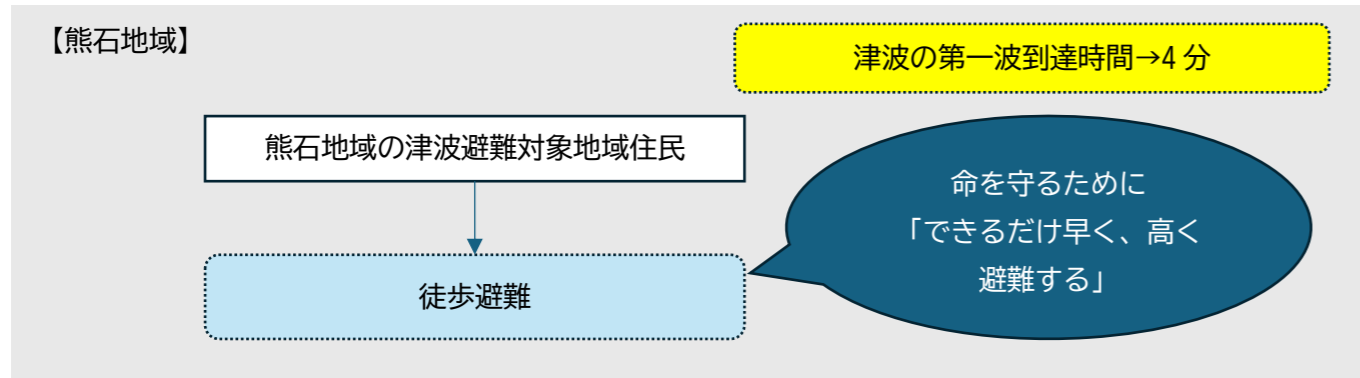 【熊石地域】
津波の第一波到達時間→4 分
熊石地域の津波避難対象地域住民
命を守るために
「できるだけ早く、高く
避難する」
徒歩避難